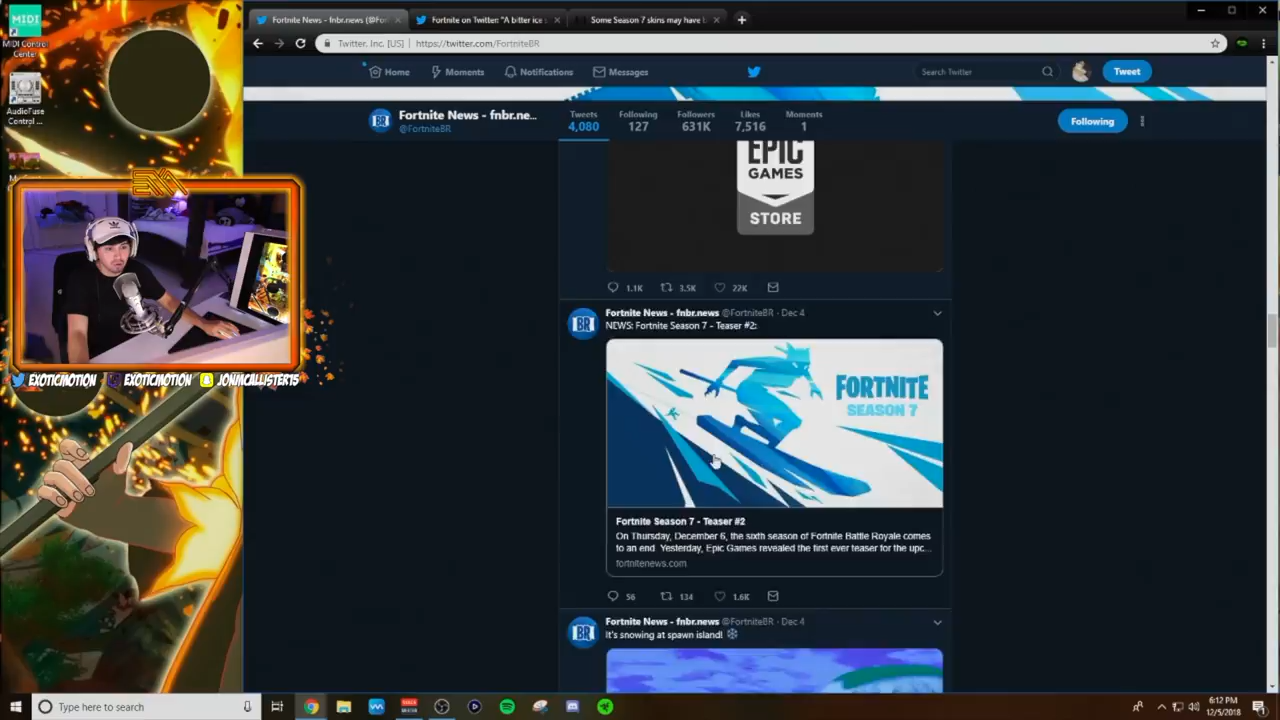 MIDI
MIDI Control
Center
AudioFuse
Control ...
Fortnite News - fnbr.news (@For
Fortnite on Twitter: "A bitter ice
Some Season 7 skins may have
Twitter, Inc. [US]
https://twitter.com/FortniteBR
Home
Moments
Notifications
Messages
Search Twitter
Tweet
Fortnite News - fnbr.ne...
@FortniteBR
Tweets
4,080
Following
127
Followers
631K
Likes
7,516
Moments
1
Following
EPIC
GAMES
STORE
1.1K
3.5K
22K
Fortnite News - fnbr.news @FortniteBR · Dec 4
NEWS: Fortnite Season 7 - Teaser #2:
FORTNITE
SEASON 7
Fortnite Season 7 - Teaser #2
On Thursday, December 6, the sixth season of Fortnite Battle Royale comes
to an end Yesterday, Epic Games revealed the first ever teaser for the upc...
fortnitenews.com
56
134
1.6K
Fortnite News - fnbr.news @FortniteBR · Dec 4
It's snowing at spawn island!
EXOTICMOTION
EXOTICMOTION
JONMCALLISTER15
Type here to search
6:12 PM
12/5/2018